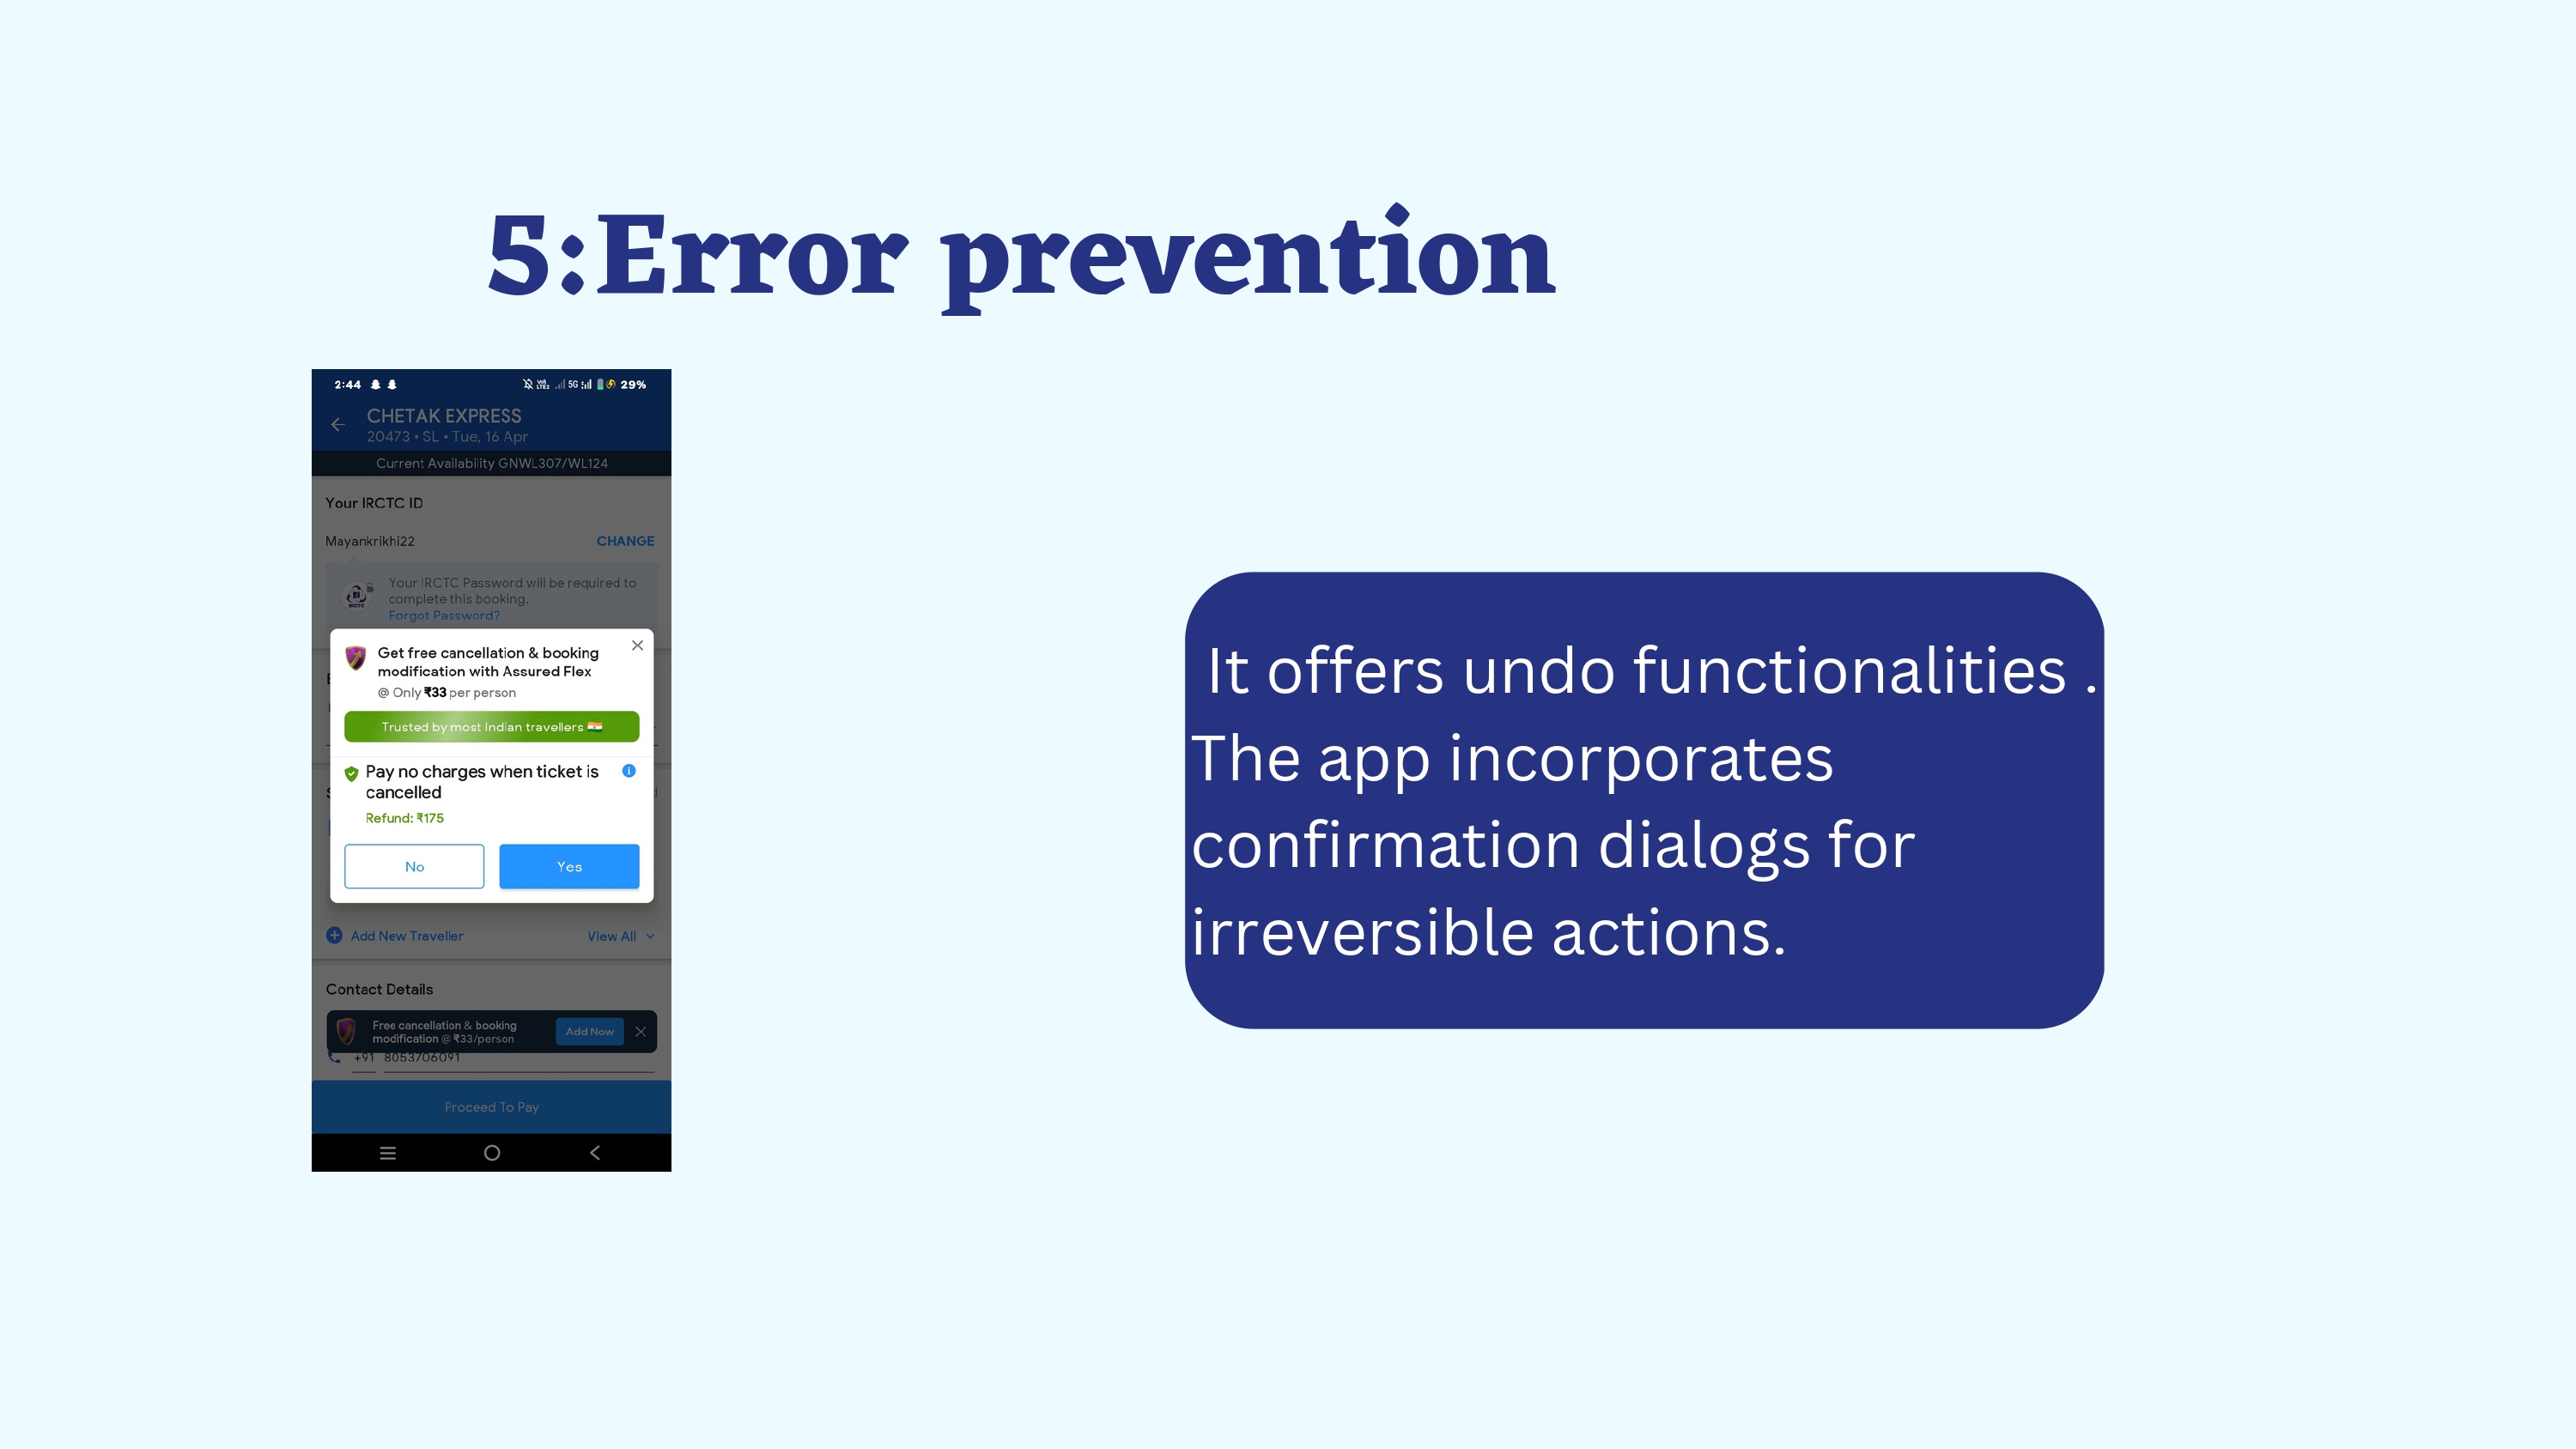 5:Error prevention
2:44 5G 29%
CHETAK EXPRESS
20473 • SL • Tue, 16 Apr
Current Availability GNWL307/WL124
Your IRCTC ID
Mayankrikhi22 CHANGE
Your IRCTC Password will be required to
complete this booking.
Forgot Password?
Get free cancellation & booking
modification with Assured Flex
@ Only ₹33 per person
Trusted by most Indian travellers
Pay no charges when ticket is
cancelled
Refund: ₹175
No Yes
Add New Traveller View All
Contact Details
Free cancellation & booking
modification @ ₹33/person
Add Now
+91 8053706091
Proceed To Pay
It offers undo functionalities .
The app incorporates
confirmation dialogs for
irreversible actions.